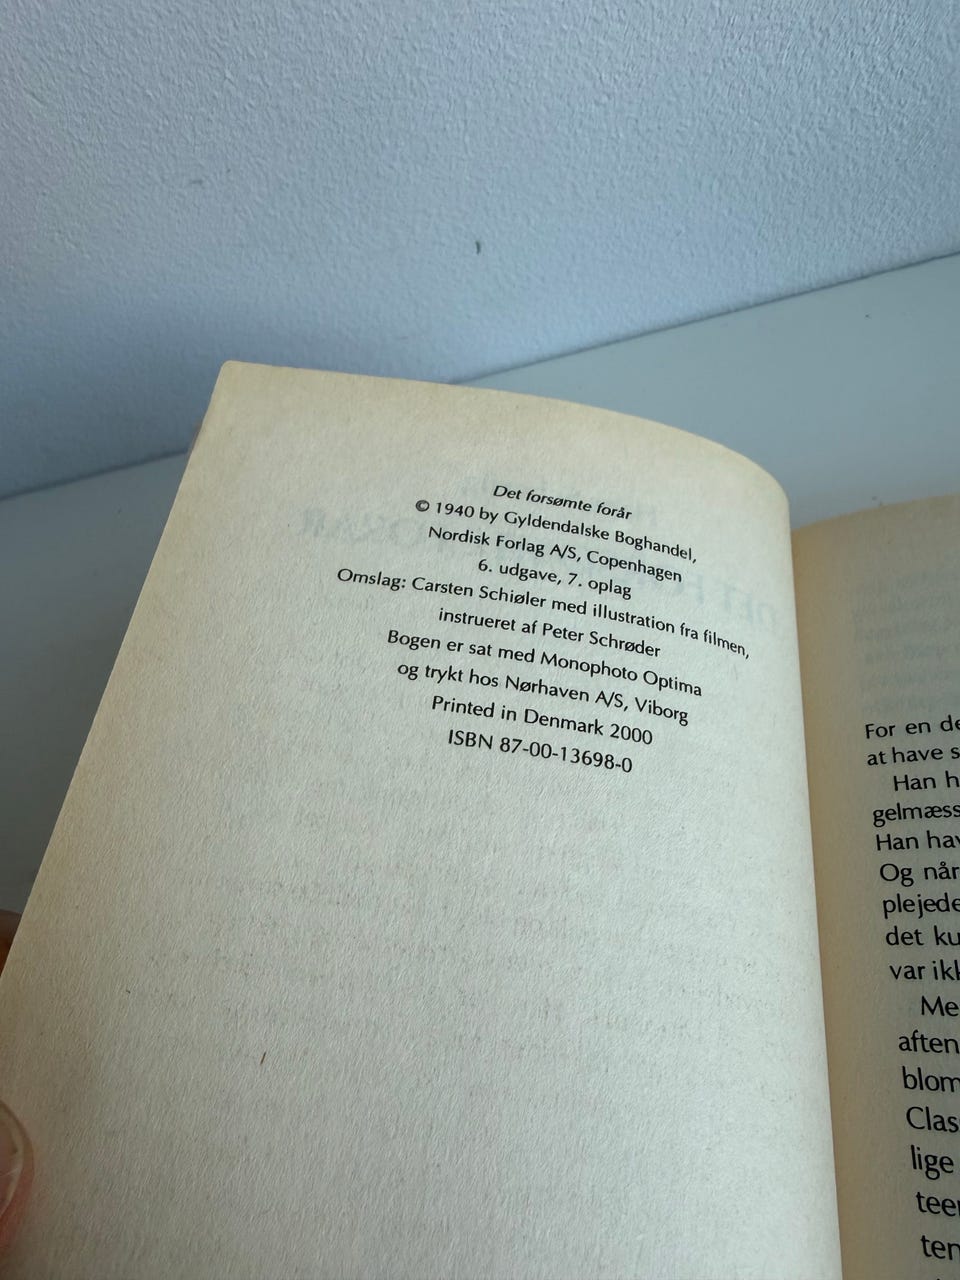 Det forsømte forår
© 1940 by Gyldendalske Boghandel,
Nordisk Forlag A/S, Copenhagen
6. udgave, 7. oplag
Omslag: Carsten Schiøler med illustration fra filmen,
instrueret af Peter Schrøder
Bogen er sat med Monophoto Optima
og trykt hos Nørhaven A/S, Viborg
Printed in Denmark 2000
ISBN 87-00-13698-0
For en de
at have s
Han h
gelmæss
Han hav
Og når
plejede
det ku
var ikk
Me
aften
blom
Clas
lige
teer
ten